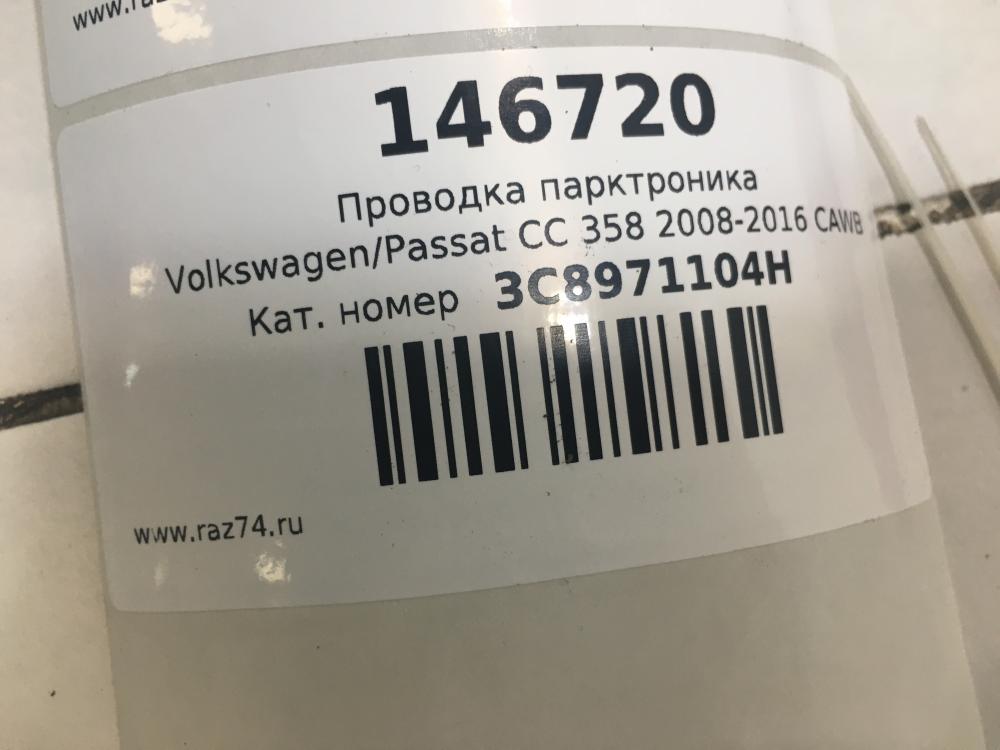 146720
Проводка парктроника
Volkswagen/Passat CC 358 2008-2016 CAWB
Кат. номер 3C8971104H
www.raz74.ru